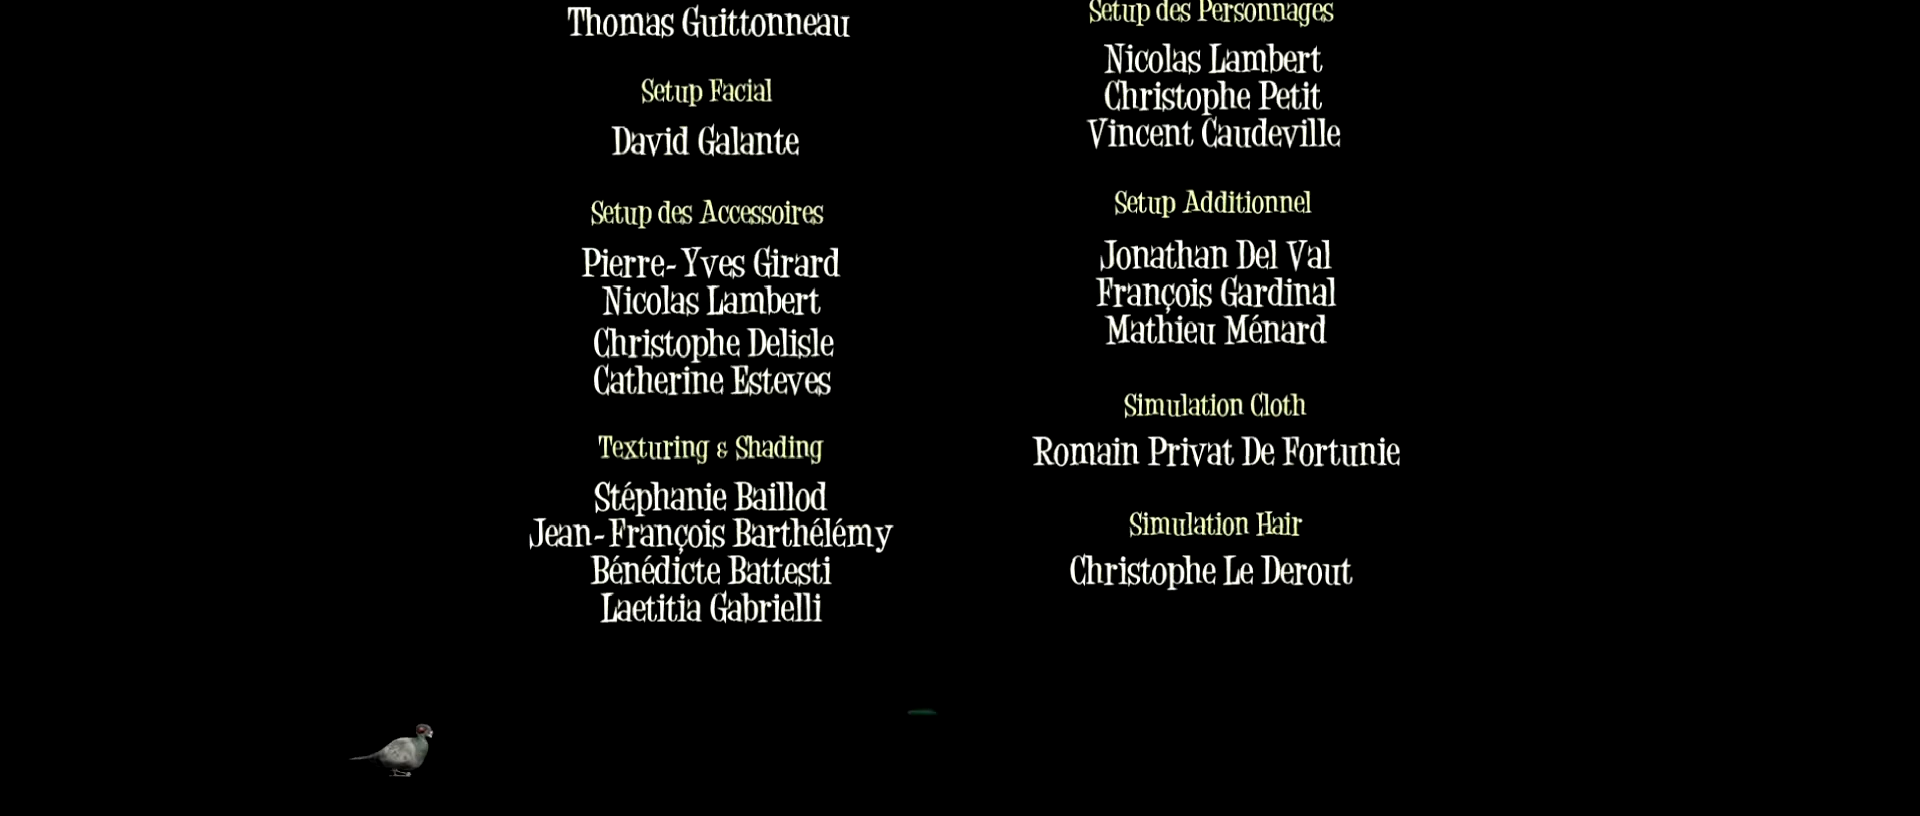 Thomas Guittonneau
Setup Facial
David Galante
Setup des Accessoires
Pierre-Yves Girard
Nicolas Lambert
Christophe Delisle
Catherine Esteves
Texturing & Shading
Stéphanie Baillod
Jean-François Barthélémy
Bénédicte Battesti
Laetitia Gabrielli
Setup des Personnages
Nicolas Lambert
Christophe Petit
Vincent Caudeville
Setup Additionnel
Jonathan Del Val
François Gardinal
Mathieu Ménard
Simulation Cloth
Romain Privat De Fortunie
Simulation Hair
Christophe Le Derout